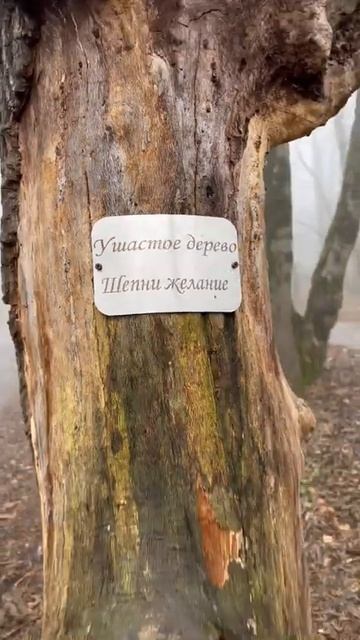 Ушастое дерево
Шепни желание